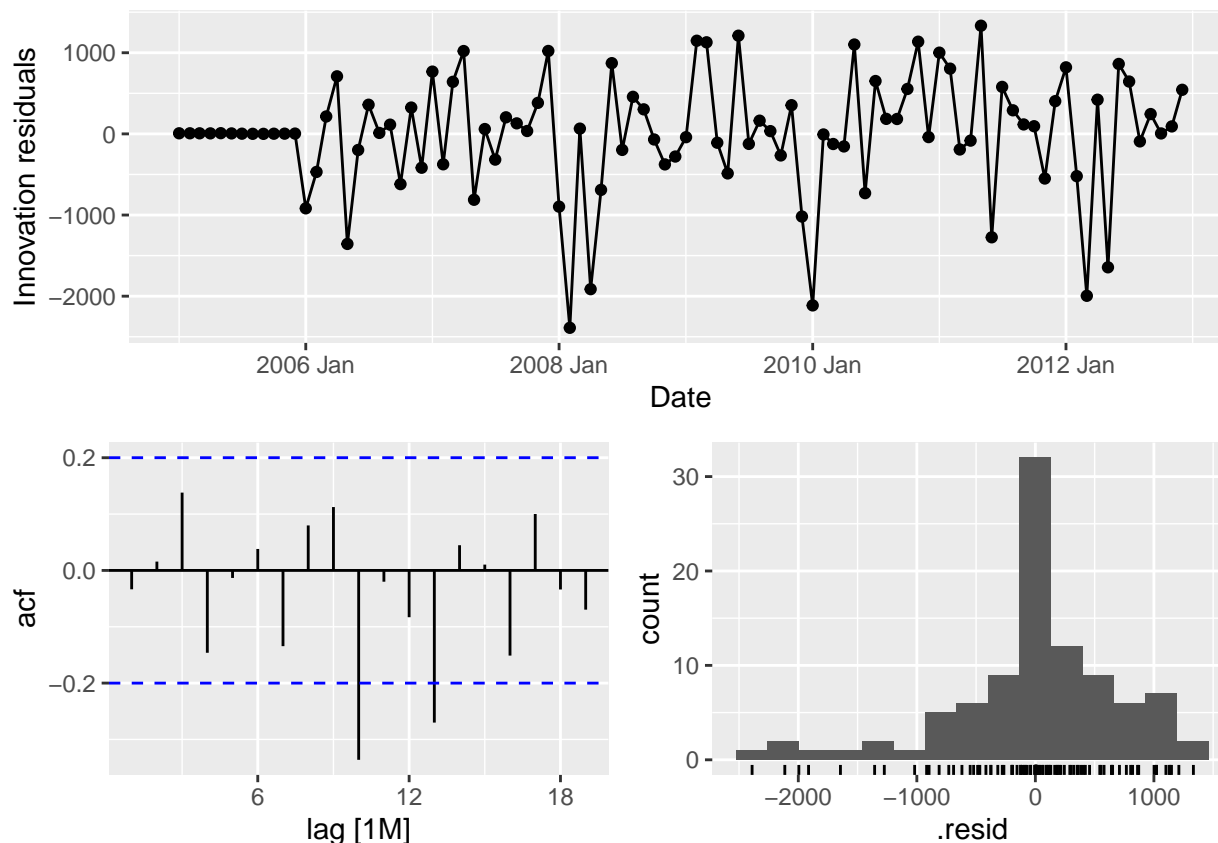 Innovation residuals
1000
0
−1000
−2000
2006 Jan
2008 Jan
2010 Jan
2012 Jan
Date
acf
0.2
0.0
−0.2
6
12
18
lag [1M]
count
30
20
10
0
−2000
−1000
0
1000
.resid